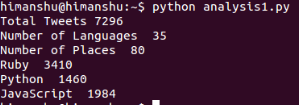 himanshu@himanshu:~$ python analysis1.py
Total Tweets 7296
Number of Languages  35
Number of Places  80
Ruby  3410
Python  1460
JavaScript  1984